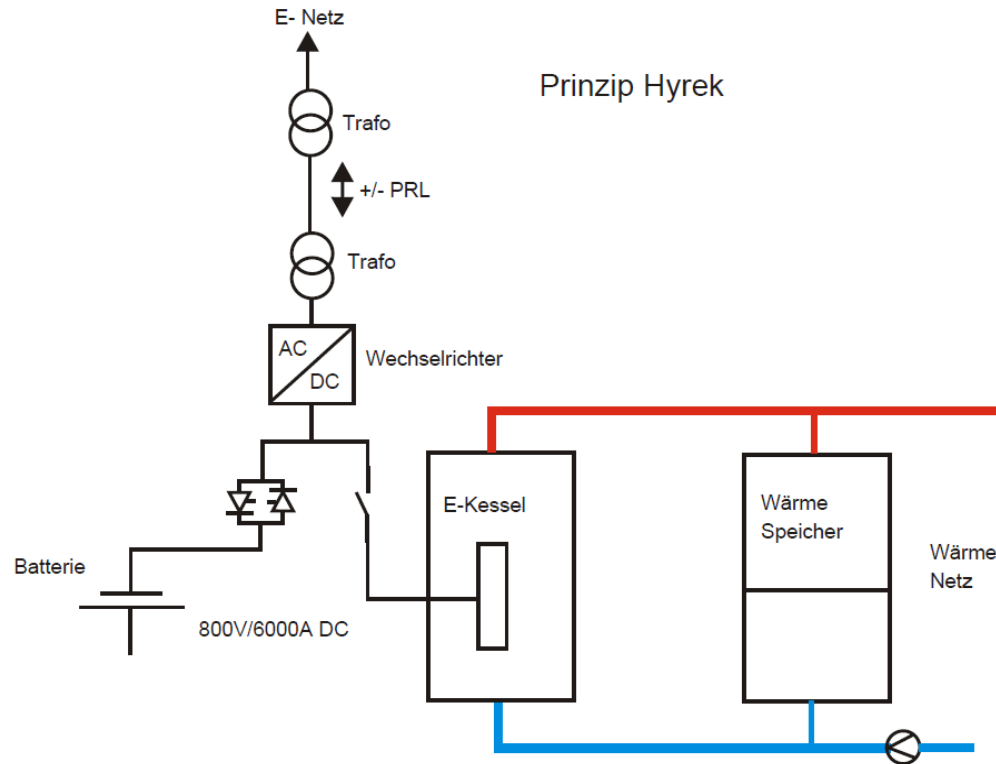 E- Netz
Prinzip Hyrek
Trafo
+/- PRL
Trafo
AC
DC
Wechselrichter
E-Kessel
Wärme
Speicher
Wärme
Netz
Batterie
800V/6000A DC